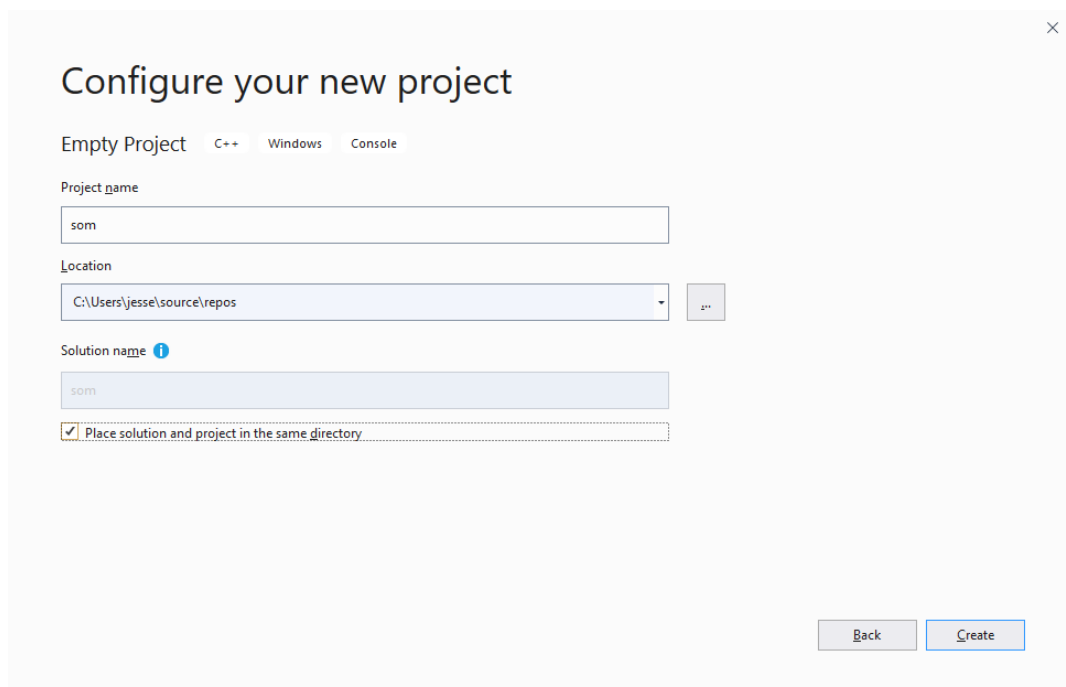 Configure your new project
Empty Project C++ Windows Console
Project name
som
Location
C:\Users\jesse\source\repos
...
Solution name
som
Place solution and project in the same directory
Back Create